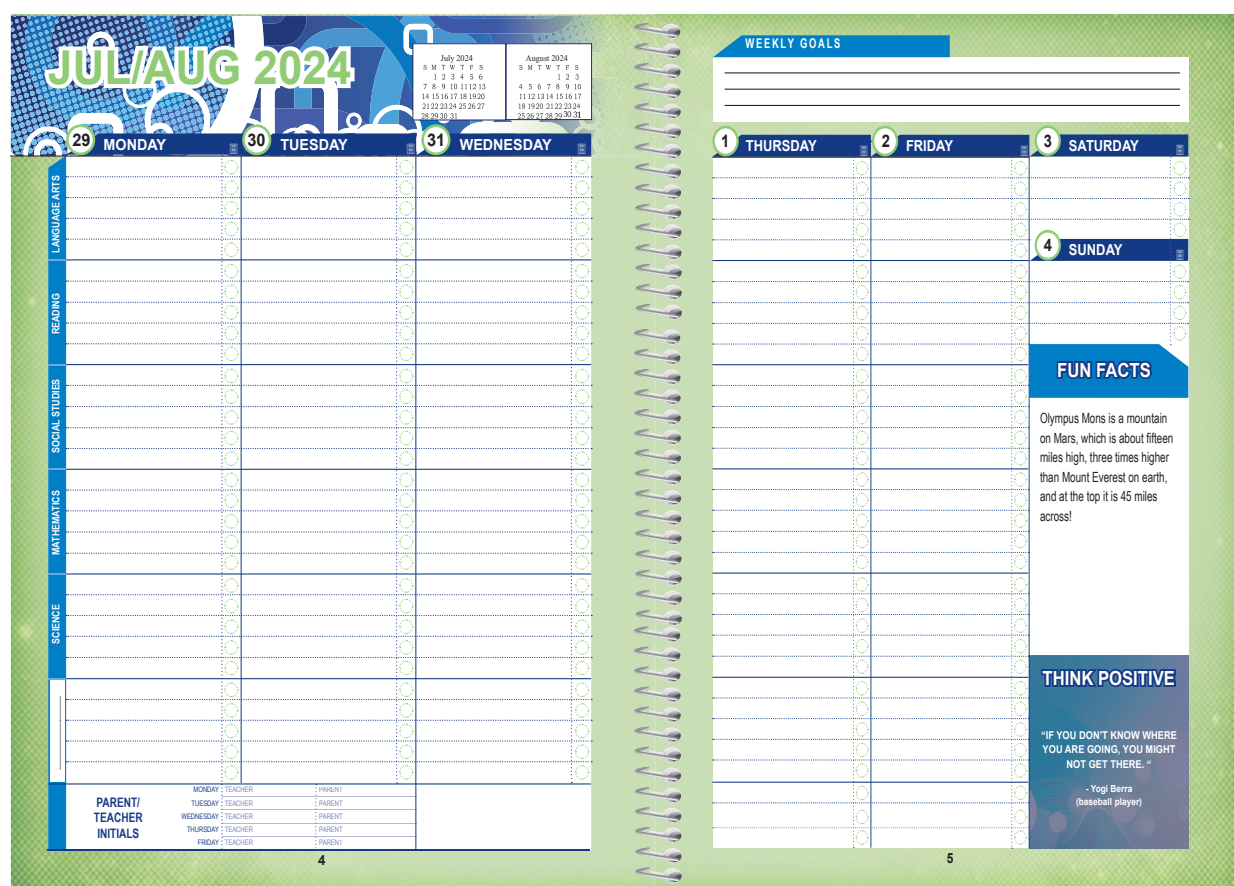 JUL/AUG 2024
July 2024
S M T W T F S
1 2 3 4 5 6
7 8 9 10 11 12 13
14 15 16 17 18 19 20
21 22 23 24 25 26 27
28 29 30 31
August 2024
S M T W T F S
1 2 3
4 5 6 7 8 9 10
11 12 13 14 15 16 17
18 19 20 21 22 23 24
25 26 27 28 29 30 31
29 MONDAY
30 TUESDAY
31 WEDNESDAY
LANGUAGE ARTS
READING
SOCIAL STUDIES
MATHEMATICS
SCIENCE
PARENT/
TEACHER
INITIALS
MONDAY TEACHER PARENT
TUESDAY TEACHER PARENT
WEDNESDAY TEACHER PARENT
THURSDAY TEACHER PARENT
FRIDAY TEACHER PARENT
4
WEEKLY GOALS
1 THURSDAY
2 FRIDAY
3 SATURDAY
4 SUNDAY
FUN FACTS
Olympus Mons is a mountain
on Mars, which is about fifteen
miles high, three times higher
than Mount Everest on earth,
and at the top it is 45 miles
across!
THINK POSITIVE
“IF YOU DON’T KNOW WHERE
YOU ARE GOING, YOU MIGHT
NOT GET THERE. “
- Yogi Berra
(baseball player)
5